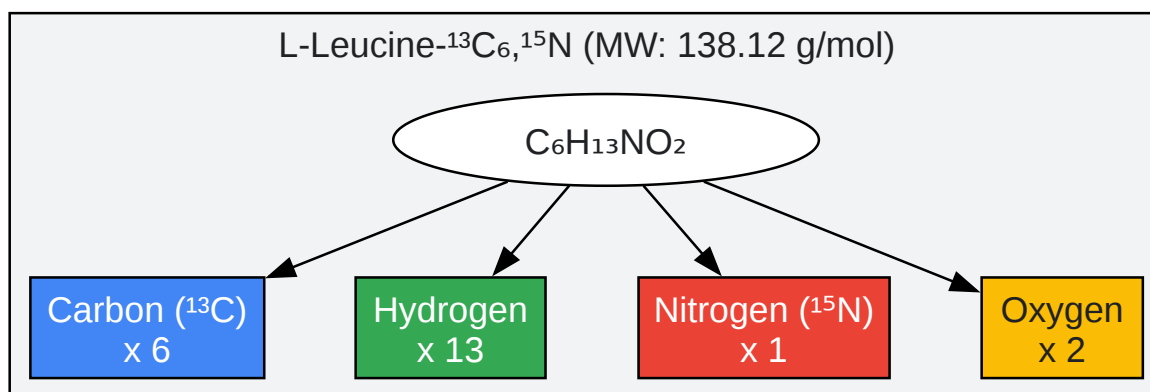 L-Leucine-¹³C₆,¹⁵N (MW: 138.12 g/mol)
C₆H₁₃NO₂
Carbon (¹³C)
x 6
Hydrogen
x 13
Nitrogen (¹⁵N)
x 1
Oxygen
x 2